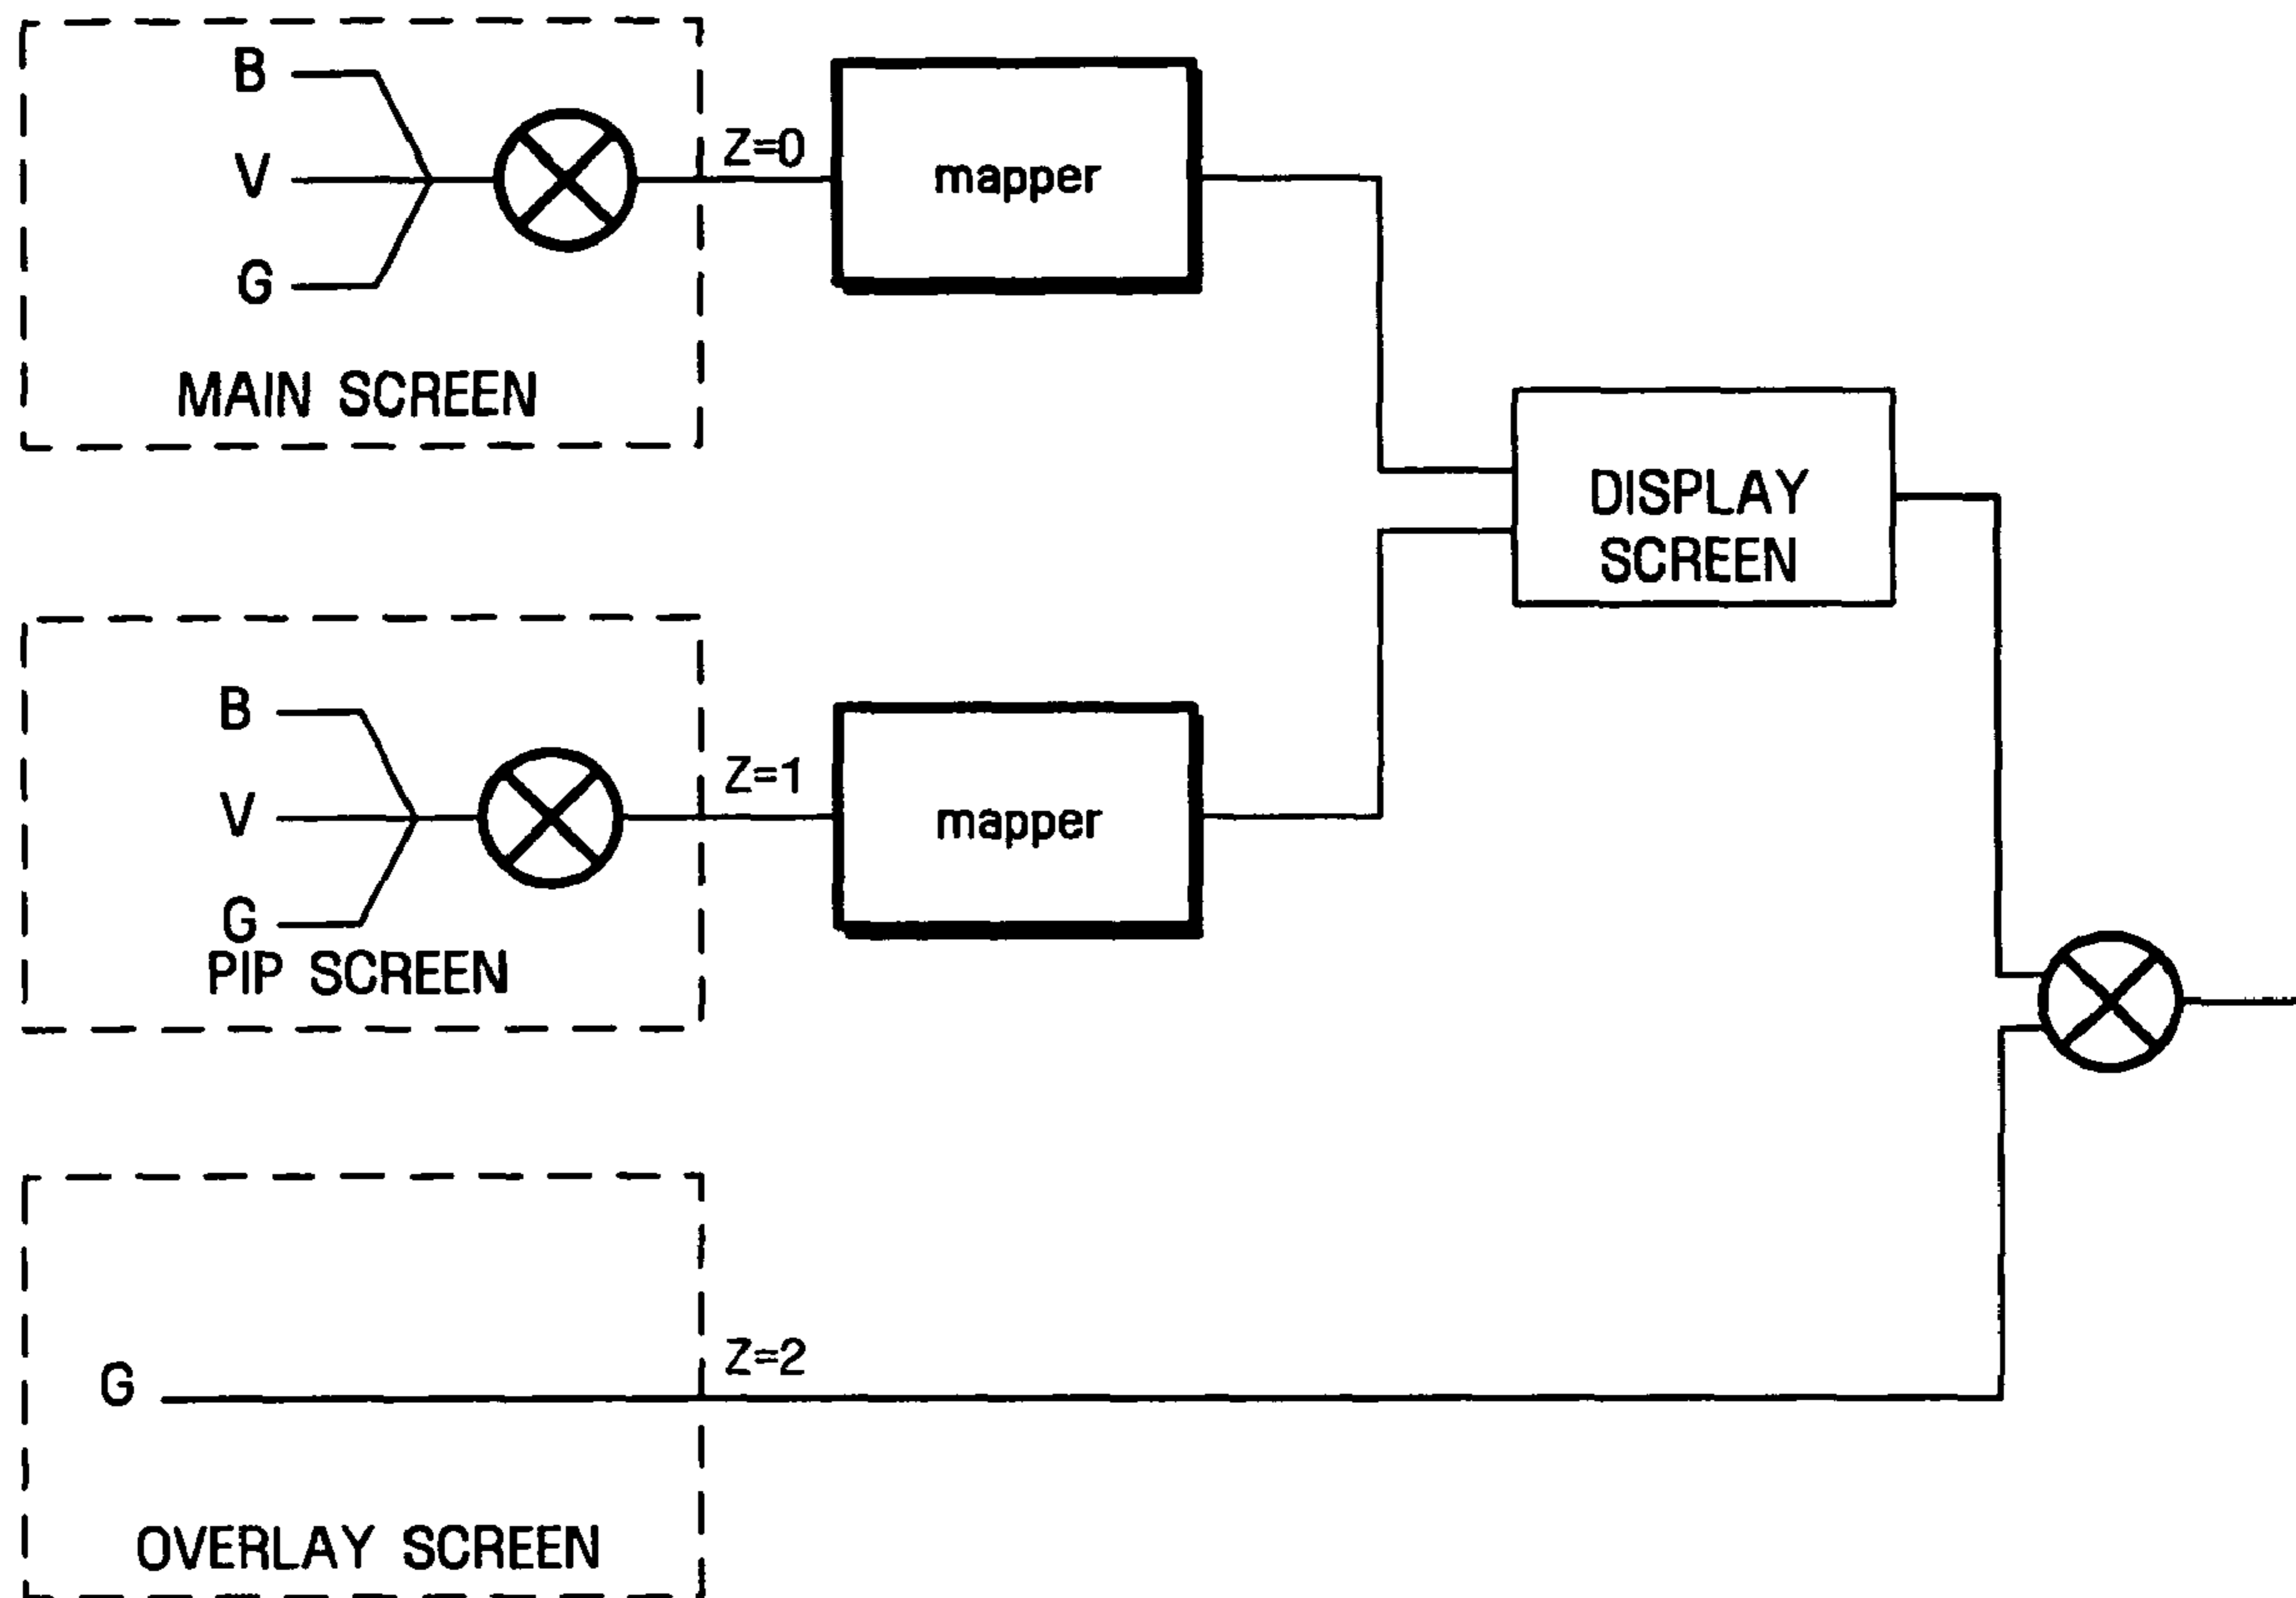 B
V
G
MAIN SCREEN
Z=0
mapper
DISPLAY
SCREEN
B
V
G
PIP SCREEN
Z=1
mapper
G
Z=2
OVERLAY SCREEN